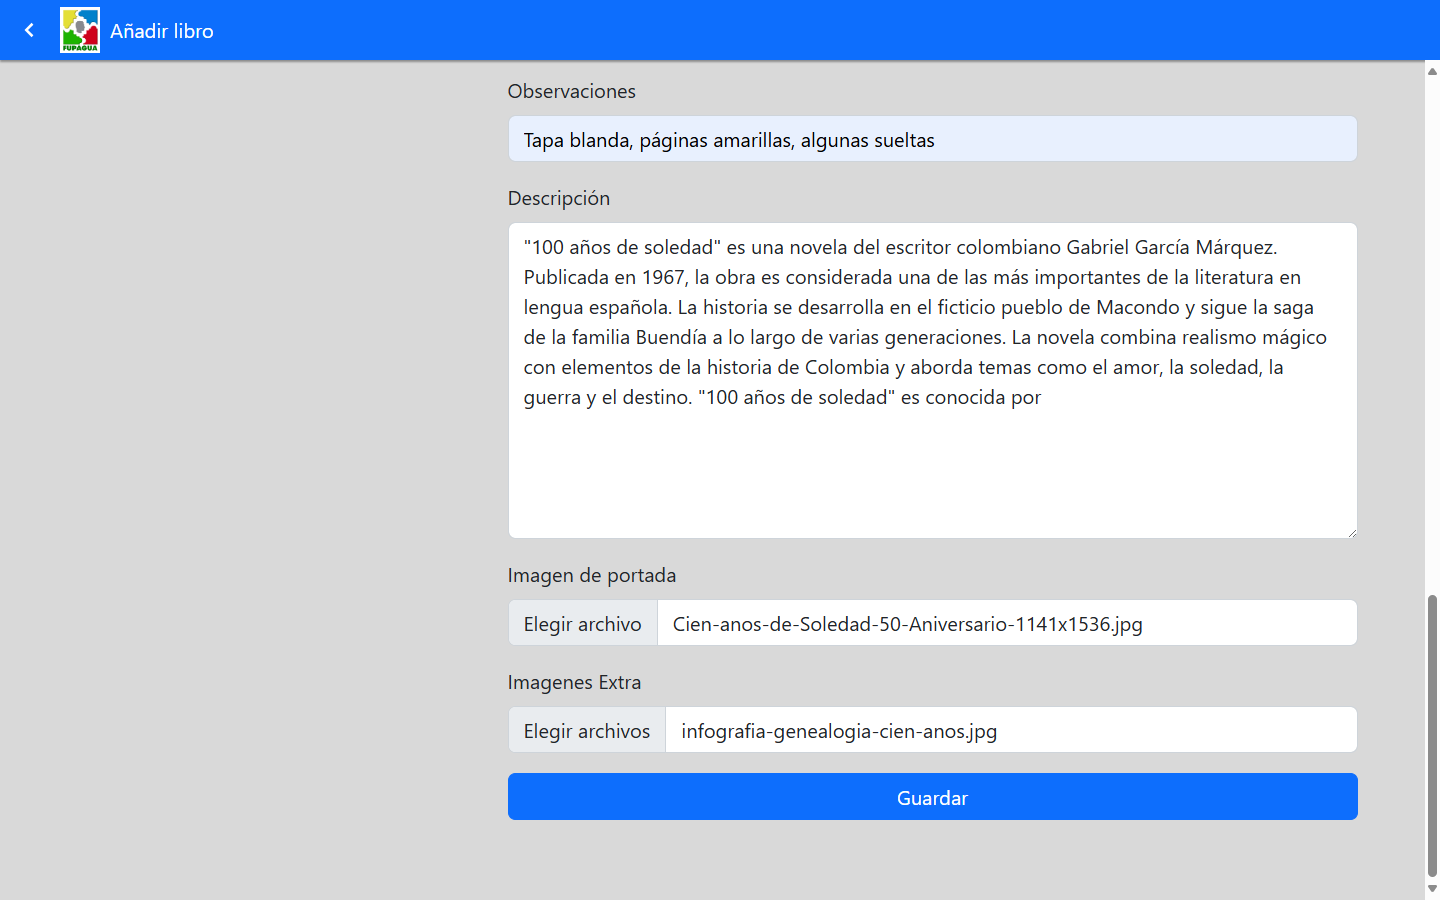 Añadir libro
FUPAGUA
Observaciones
Tapa blanda, páginas amarillas, algunas sueltas
Descripción
"100 años de soledad" es una novela del escritor colombiano Gabriel García Márquez.
Publicada en 1967, la obra es considerada una de las más importantes de la literatura en
lengua española. La historia se desarrolla en el ficticio pueblo de Macondo y sigue la saga
de la familia Buendía a lo largo de varias generaciones. La novela combina realismo mágico
con elementos de la historia de Colombia y aborda temas como el amor, la soledad, la
guerra y el destino. "100 años de soledad" es conocida por
Imagen de portada
Elegir archivo Cien-anos-de-Soledad-50-Aniversario-1141x1536.jpg
Imagenes Extra
Elegir archivos infografia-genealogia-cien-anos.jpg
Guardar